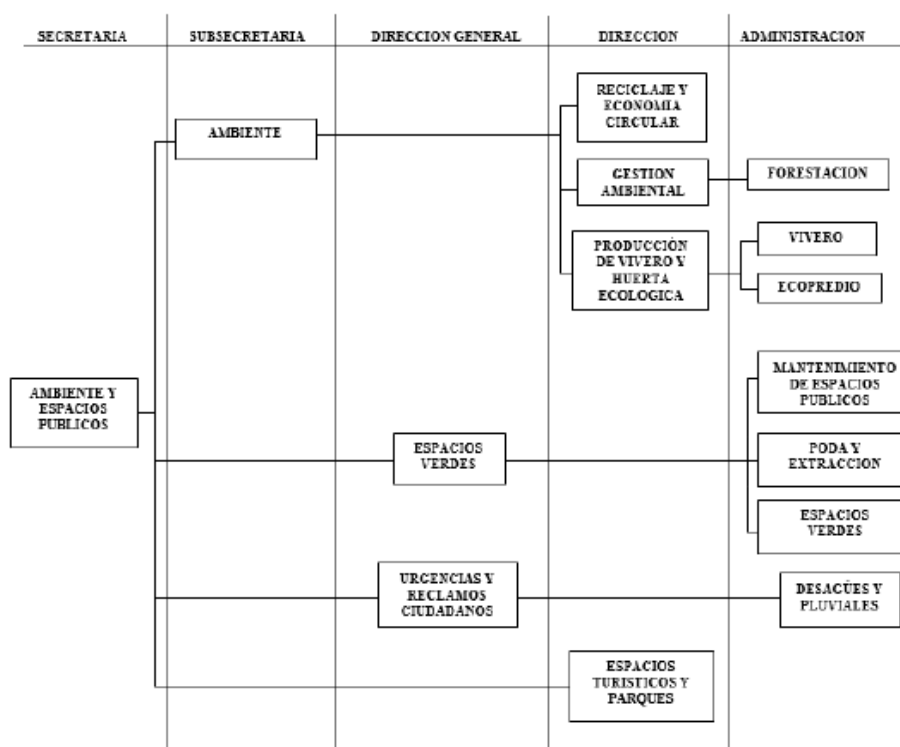 SECRETARIA
SUBSECRETARIA
DIRECCION GENERAL
DIRECCION
ADMINISTRACION
RECICLAJE Y
ECONOMIA
CIRCULAR
AMBIENTE
GESTION
AMBIENTAL
FORESTACION
PRODUCCIÓN
DE VIVERO Y
HUERTA
ECOLOGICA
VIVERO
ECOPREDIO
AMBIENTE Y
ESPACIOS
PUBLICOS
MANTENIMIENTO
DE ESPACIOS
PUBLICOS
ESPACIOS
VERDES
PODA Y
EXTRACCION
ESPACIOS
VERDES
URGENCIAS Y
RECLAMOS
CIUDADANOS
DESAGÜES Y
PLUVIALES
ESPACIOS
TURISTICOS Y
PARQUES